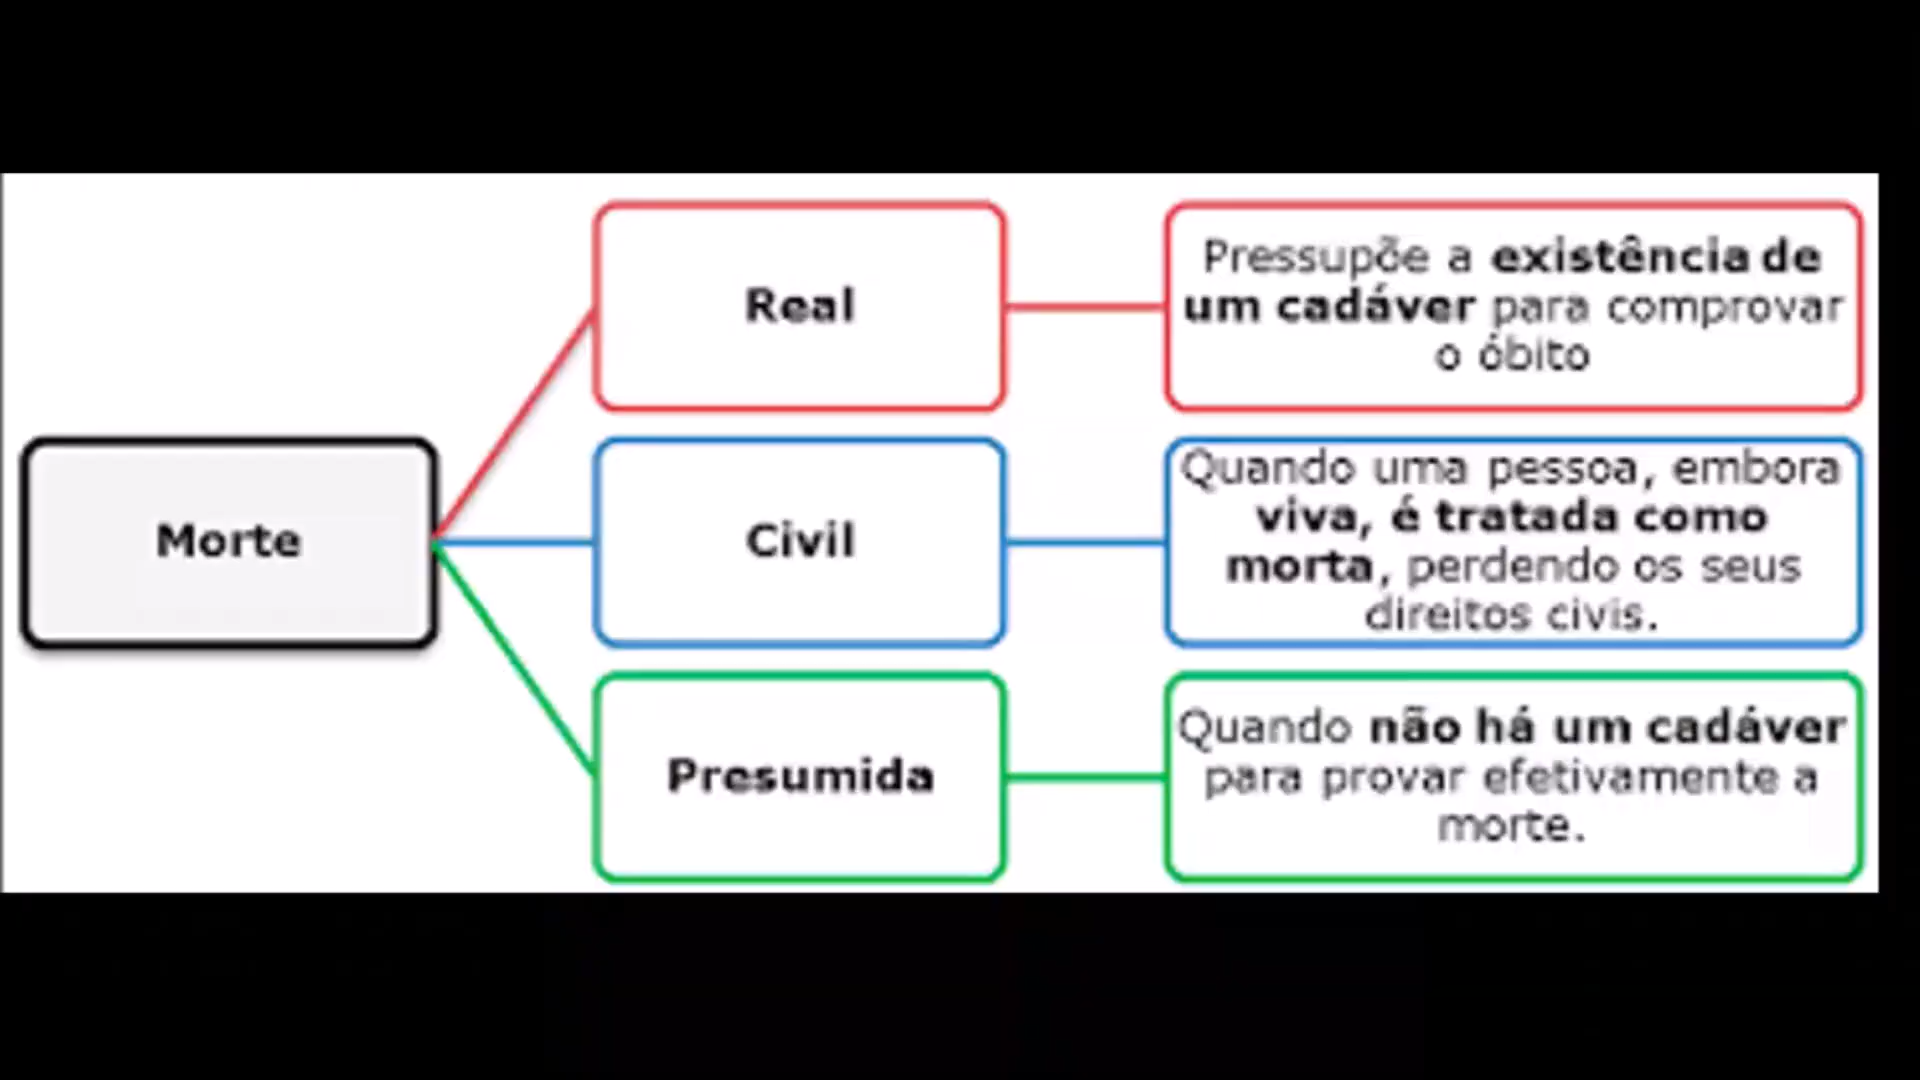 Morte
Real
Pressupõe a existência de
um cadáver para comprovar
o óbito
Civil
Quando uma pessoa, embora
viva, é tratada como
morta, perdendo os seus
direitos civis.
Presumida
Quando não há um cadáver
para provar efetivamente a
morte.